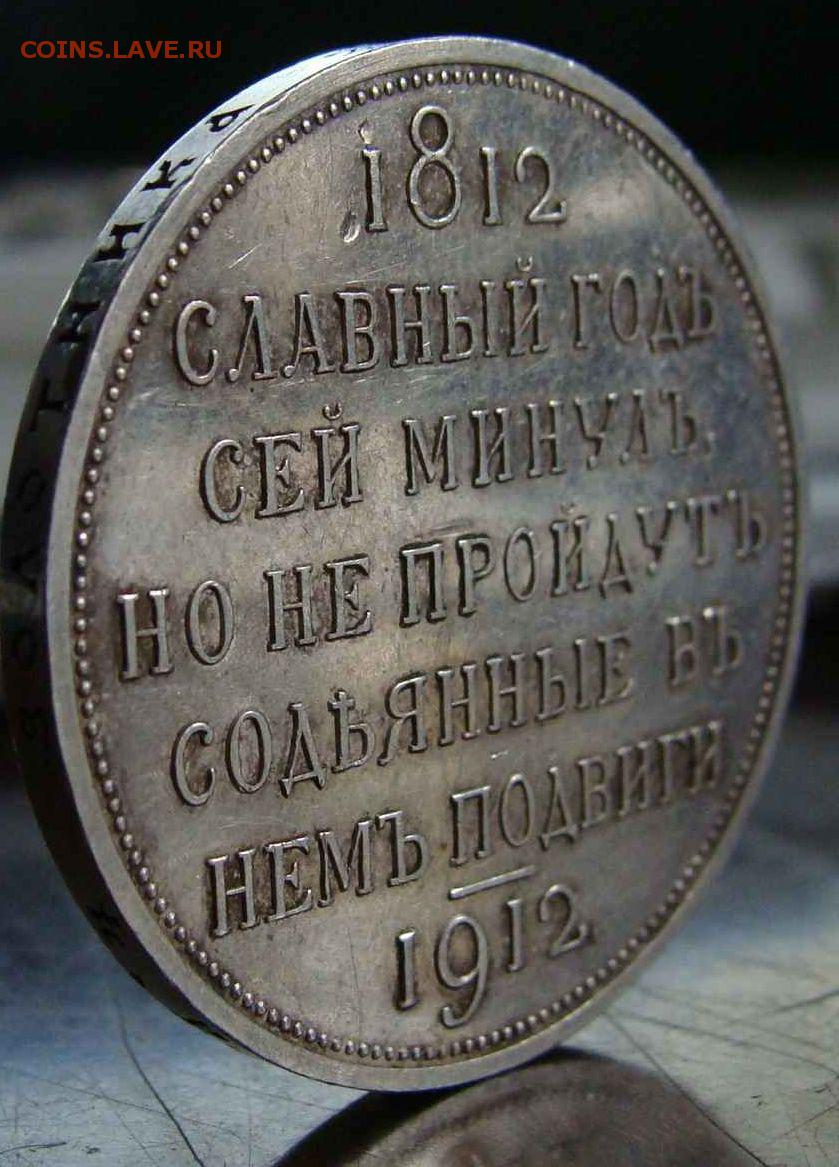 COINS.LAVE.RU
1812
СЛАВНЫЙ ГОДЪ
СЕЙ МИНУЛЪ,
НО НЕ ПРОЙДУТЪ
СОДѢЯННЫЕ ВЪ
НЕМЪ ПОДВИГИ
1912